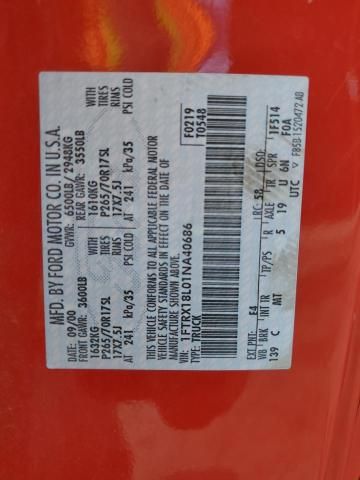 MFD. BY FORD MOTOR CO. IN U.S.A.
DATE: 09/00 GVWR: 6500LB/ 2948KG
FRONT GAWR: 3600LB REAR GAWR: 3550LB
1632KG WITH 1610KG WITH
P265/70R17SL TIRES P265/70R17SL TIRES
17X7.5J RIMS 17X7.5J RIMS
AT 241 kPa/35 PSI COLD AT 241 kPa/35 PSI COLD
THIS VEHICLE CONFORMS TO ALL APPLICABLE FEDERAL MOTOR
VEHICLE SAFETY STANDARDS IN EFFECT ON THE DATE OF
MANUFACTURE SHOWN ABOVE.
VIN: 1FTRX18L01NA40686 F0219
TYPE: TRUCK T0548
EXT PNT: E4 RC: 58 DSO: 1F514
WB BRK INT TR TP/PS R AXLE TR SPR F0A
139 C MT 5 19 U 6N
UTC F85B-1520472 AB